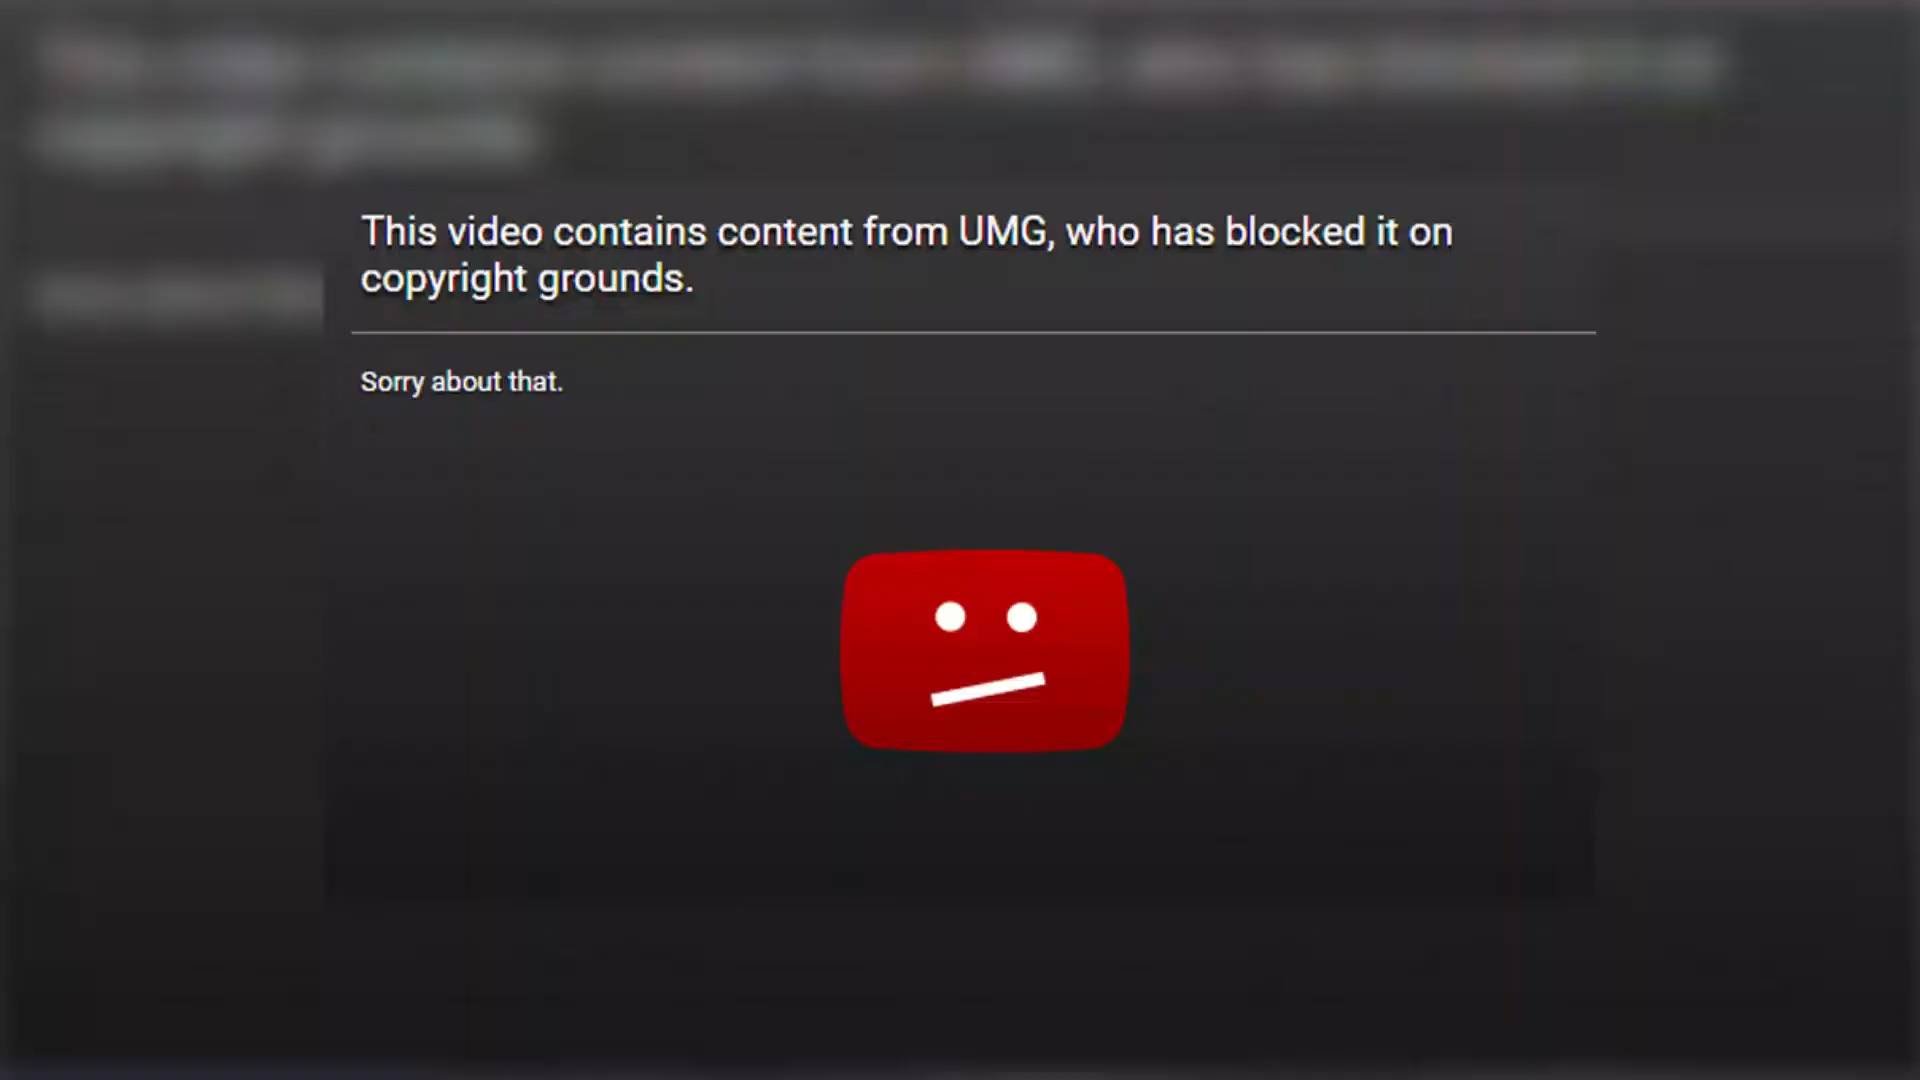 This video contains content from UMG, who has blocked it on
copyright grounds.
Sorry about that.